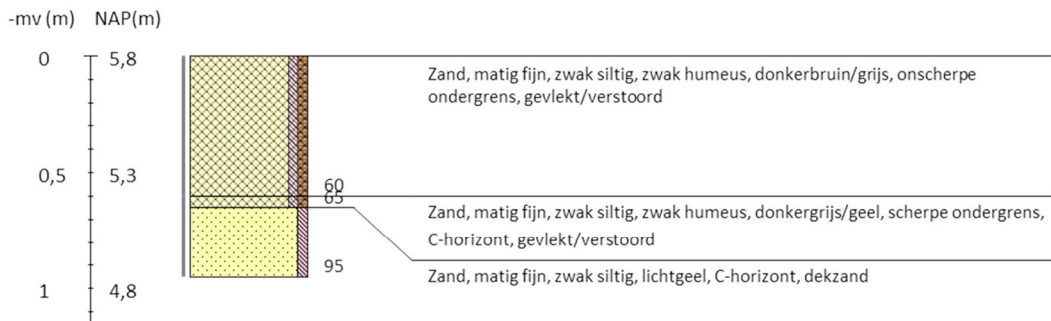 -mv (m) NAP(m)
0 5,8
Zand, matig fijn, zwak siltig, zwak humeus, donkerbruin/grijs, onscherpe
ondergrens, gevlekt/verstoord
0,5 5,3
60
65
Zand, matig fijn, zwak siltig, zwak humeus, donkergrijs/geel, scherpe ondergrens,
C-horizont, gevlekt/verstoord
95
Zand, matig fijn, zwak siltig, lichtgeel, C-horizont, dekzand
1 4,8